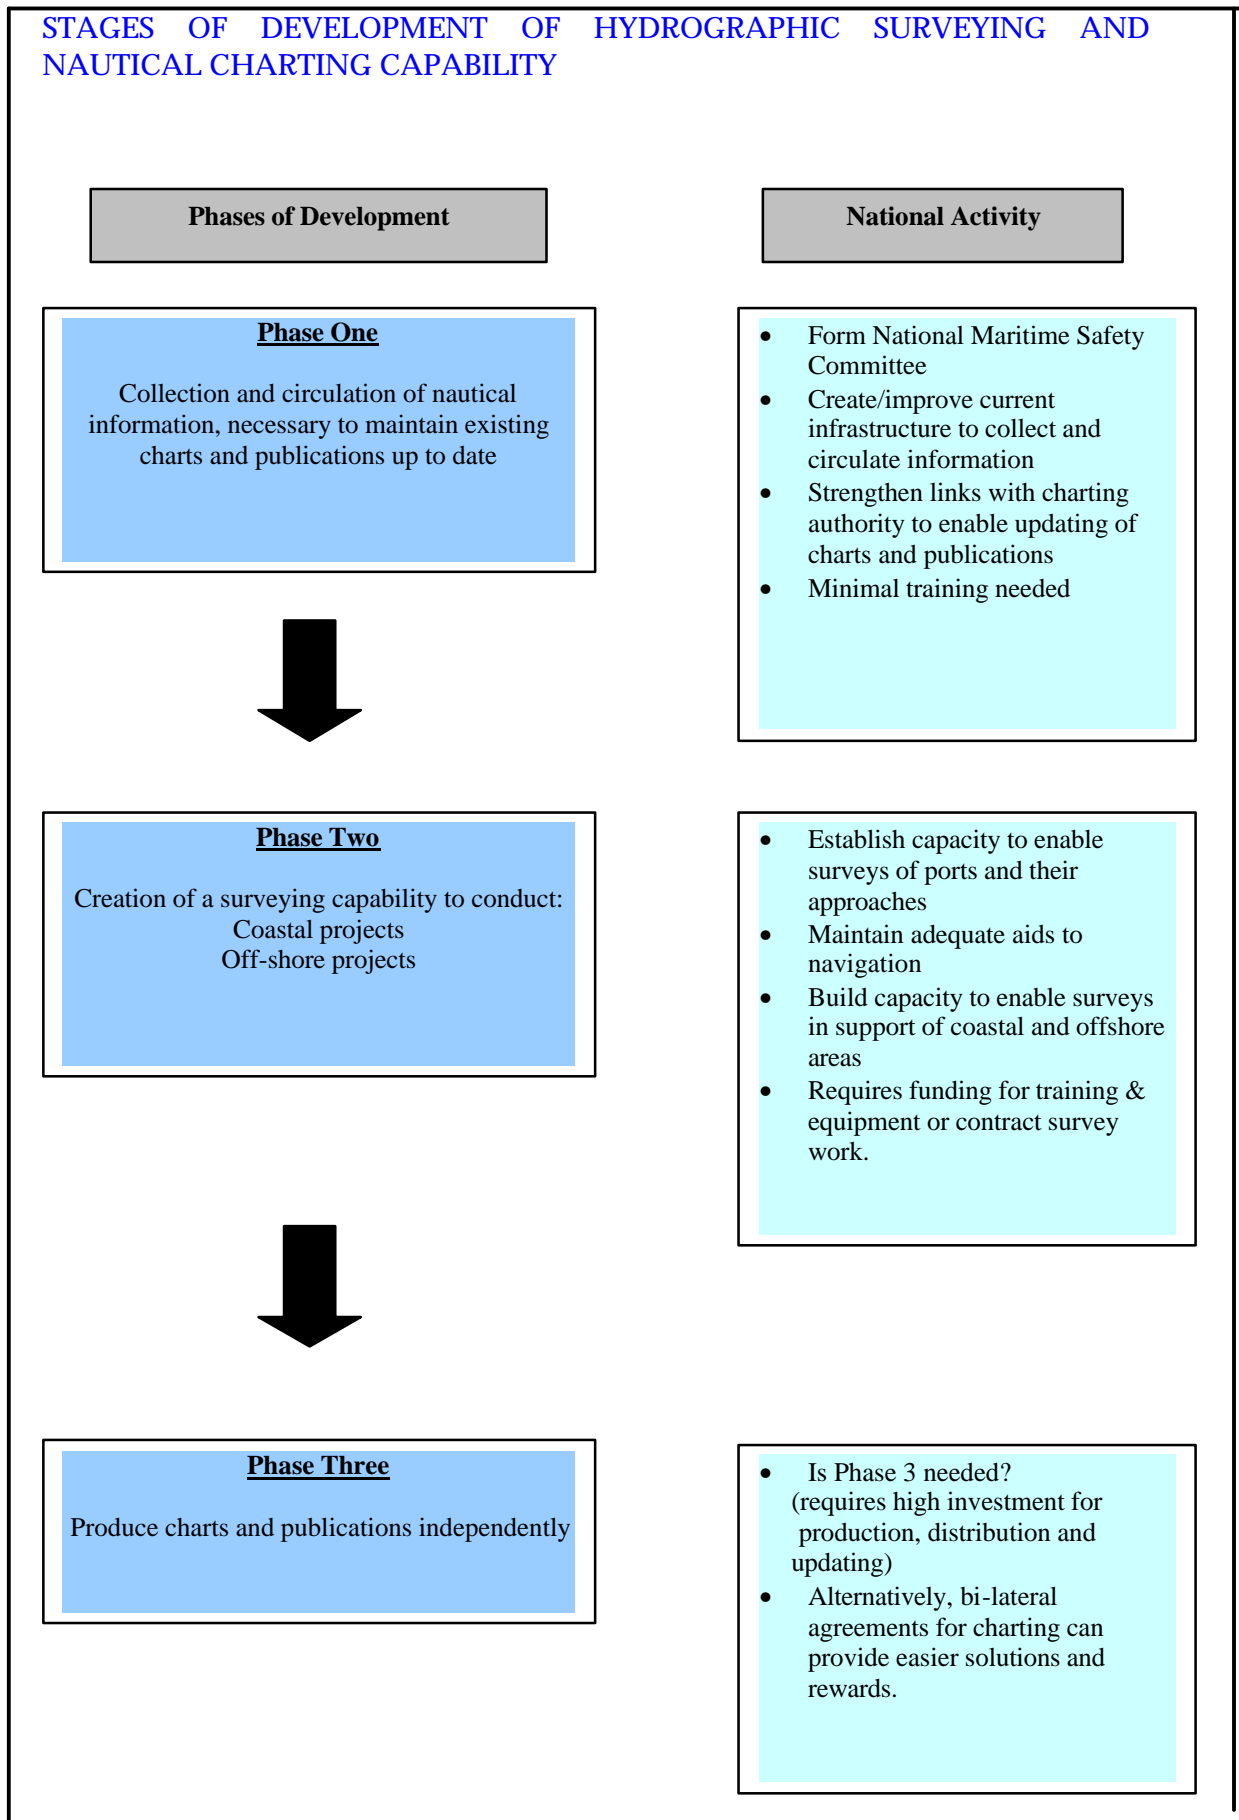 STAGES OF DEVELOPMENT OF HYDROGRAPHIC SURVEYING AND
NAUTICAL CHARTING CAPABILITY
Phases of Development
National Activity
Phase One
Collection and circulation of nautical
information, necessary to maintain existing
charts and publications up to date
• Form National Maritime Safety
Committee
• Create/improve current
infrastructure to collect and
circulate information
• Strengthen links with charting
authority to enable updating of
charts and publications
• Minimal training needed
Phase Two
Creation of a surveying capability to conduct:
Coastal projects
Off-shore projects
• Establish capacity to enable
surveys of ports and their
approaches
• Maintain adequate aids to
navigation
• Build capacity to enable surveys
in support of coastal and offshore
areas
• Requires funding for training &
equipment or contract survey
work.
Phase Three
Produce charts and publications independently
• Is Phase 3 needed?
(requires high investment for
production, distribution and
updating)
• Alternatively, bi-lateral
agreements for charting can
provide easier solutions and
rewards.